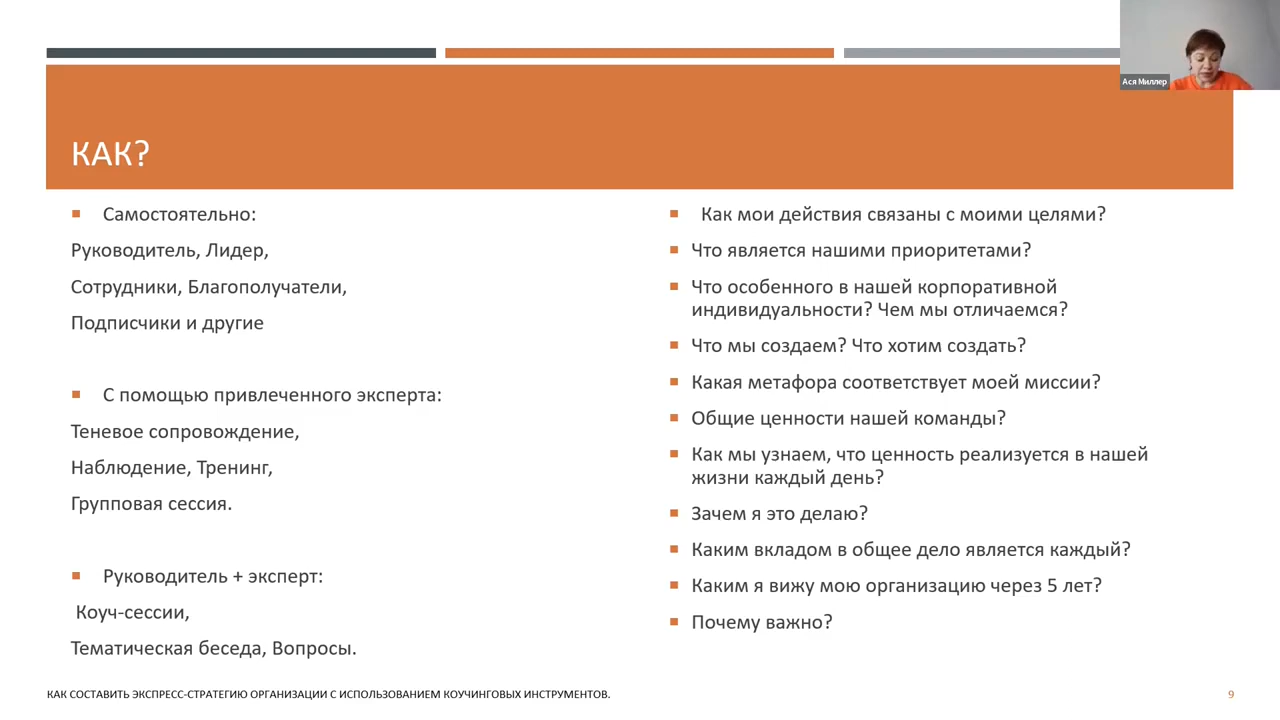 Ася Миллер
КАК?
Самостоятельно:
Руководитель, Лидер,
Сотрудники, Благополучатели,
Подписчики и другие
С помощью привлеченного эксперта:
Теневое сопровождение,
Наблюдение, Тренинг,
Групповая сессия.
Руководитель + эксперт:
Коуч-сессии,
Тематическая беседа, Вопросы.
Как мои действия связаны с моими целями?
Что является нашими приоритетами?
Что особенного в нашей корпоративной
индивидуальности? Чем мы отличаемся?
Что мы создаем? Что хотим создать?
Какая метафора соответствует моей миссии?
Общие ценности нашей команды?
Как мы узнаем, что ценность реализуется в нашей
жизни каждый день?
Зачем я это делаю?
Каким вкладом в общее дело является каждый?
Каким я вижу мою организацию через 5 лет?
Почему важно?
КАК СОСТАВИТЬ ЭКСПРЕСС-СТРАТЕГИЮ ОРГАНИЗАЦИИ С ИСПОЛЬЗОВАНИЕМ КОУЧИНГОВЫХ ИНСТРУМЕНТОВ.
9